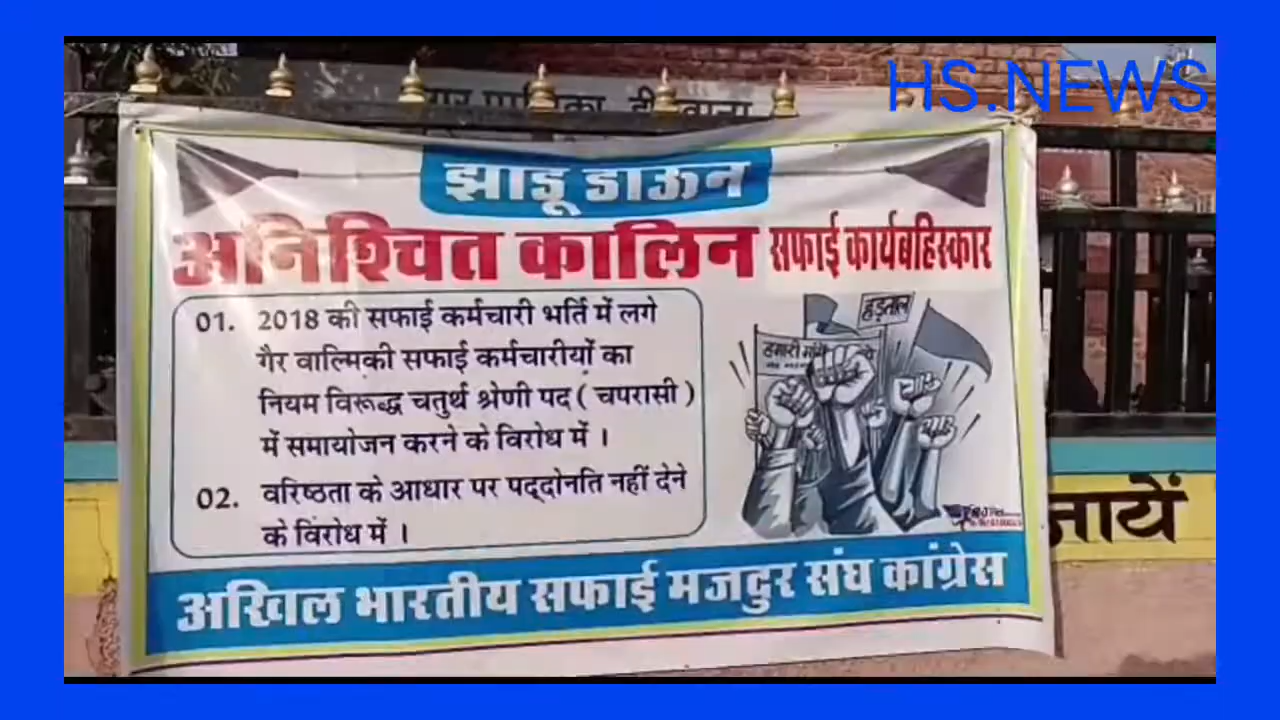 HS.NEWS
झाडू डाऊन
अनिश्चित कालिन सफाई कार्यबहिस्कार
01. 2018 की सफाई कर्मचारी भर्ति में लगे
गैर वाल्मिकी सफाई कर्मचारीयों का
नियम विरूद्ध चतुर्थ श्रेणी पद ( चपरासी )
में समायोजन करने के विरोध में ।
02. वरिष्ठता के आधार पर पद्दोनति नहीं देने
के विरोध में ।
हड़ताल
हमारी
अखिल भारतीय सफाई मजदुर संघ कांग्रेस
जायें